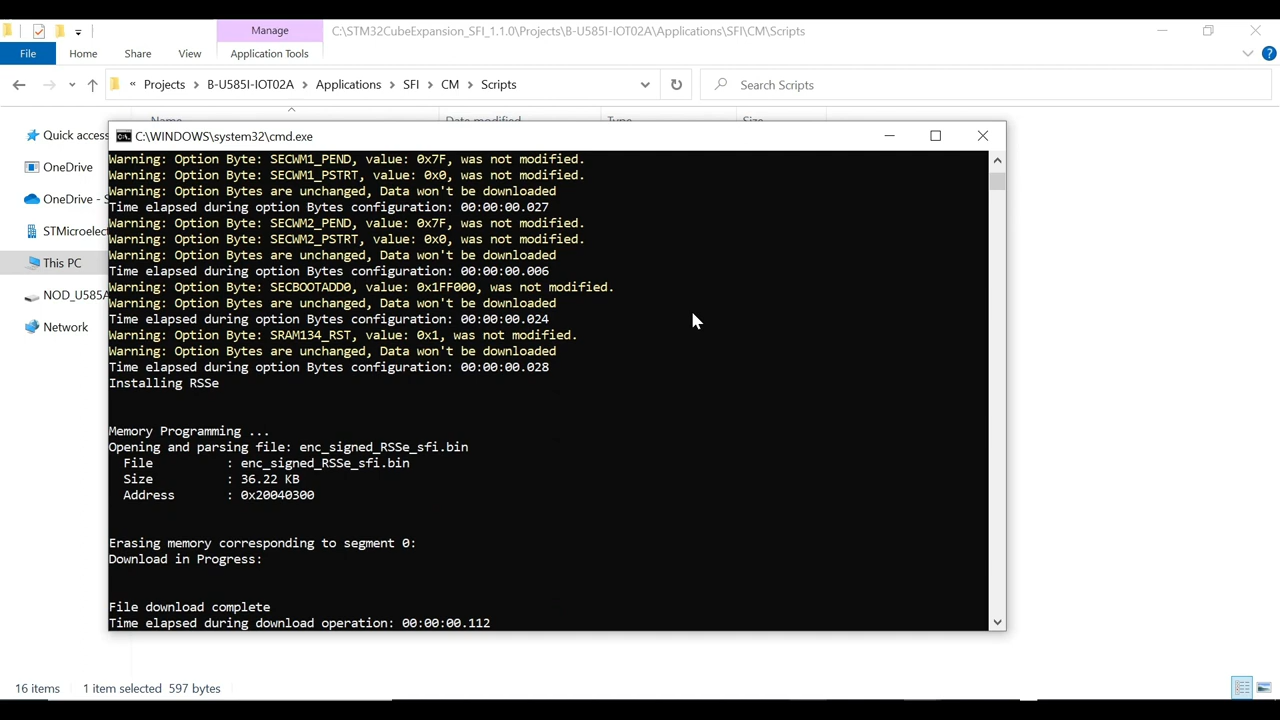 Manage
C:\STM32CubeExpansion_SFI_1.1.0\Projects\B-U585I-IOT02A\Applications\SFI\CM\Scripts
File
Home
Share
View
Application Tools
« Projects > B-U585I-IOT02A > Applications > SFI > CM > Scripts
Search Scripts
Name
Date modified
Type
Size
Quick access
OneDrive
OneDrive - S
STMicroelect
This PC
NOD_U585A
Network
C:\WINDOWS\system32\cmd.exe
Warning: Option Byte: SECWM1_PEND, value: 0x7F, was not modified.
Warning: Option Byte: SECWM1_PSTRT, value: 0x0, was not modified.
Warning: Option Bytes are unchanged, Data won't be downloaded
Time elapsed during option Bytes configuration: 00:00:00.027
Warning: Option Byte: SECWM2_PEND, value: 0x7F, was not modified.
Warning: Option Byte: SECWM2_PSTRT, value: 0x0, was not modified.
Warning: Option Bytes are unchanged, Data won't be downloaded
Time elapsed during option Bytes configuration: 00:00:00.006
Warning: Option Byte: SECBOOTADD0, value: 0x1FF000, was not modified.
Warning: Option Bytes are unchanged, Data won't be downloaded
Time elapsed during option Bytes configuration: 00:00:00.024
Warning: Option Byte: SRAM134_RST, value: 0x1, was not modified.
Warning: Option Bytes are unchanged, Data won't be downloaded
Time elapsed during option Bytes configuration: 00:00:00.028
Installing RSSe
Memory Programming ...
Opening and parsing file: enc_signed_RSSe_sfi.bin
File : enc_signed_RSSe_sfi.bin
Size : 36.22 KB
Address : 0x20040300
Erasing memory corresponding to segment 0:
Download in Progress:
File download complete
Time elapsed during download operation: 00:00:00.112
16 items
1 item selected 597 bytes